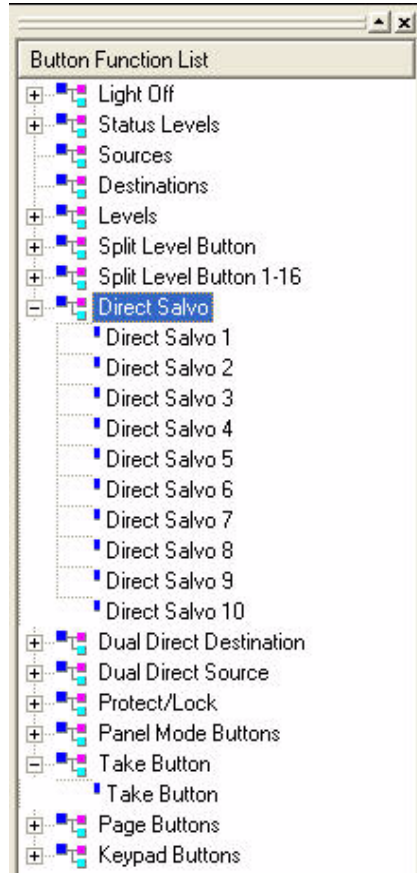 Button Function List
Light Off
Status Levels
Sources
Destinations
Levels
Split Level Button
Split Level Button 1-16
Direct Salvo
Direct Salvo 1
Direct Salvo 2
Direct Salvo 3
Direct Salvo 4
Direct Salvo 5
Direct Salvo 6
Direct Salvo 7
Direct Salvo 8
Direct Salvo 9
Direct Salvo 10
Dual Direct Destination
Dual Direct Source
Protect/Lock
Panel Mode Buttons
Take Button
Take Button
Page Buttons
Keypad Buttons